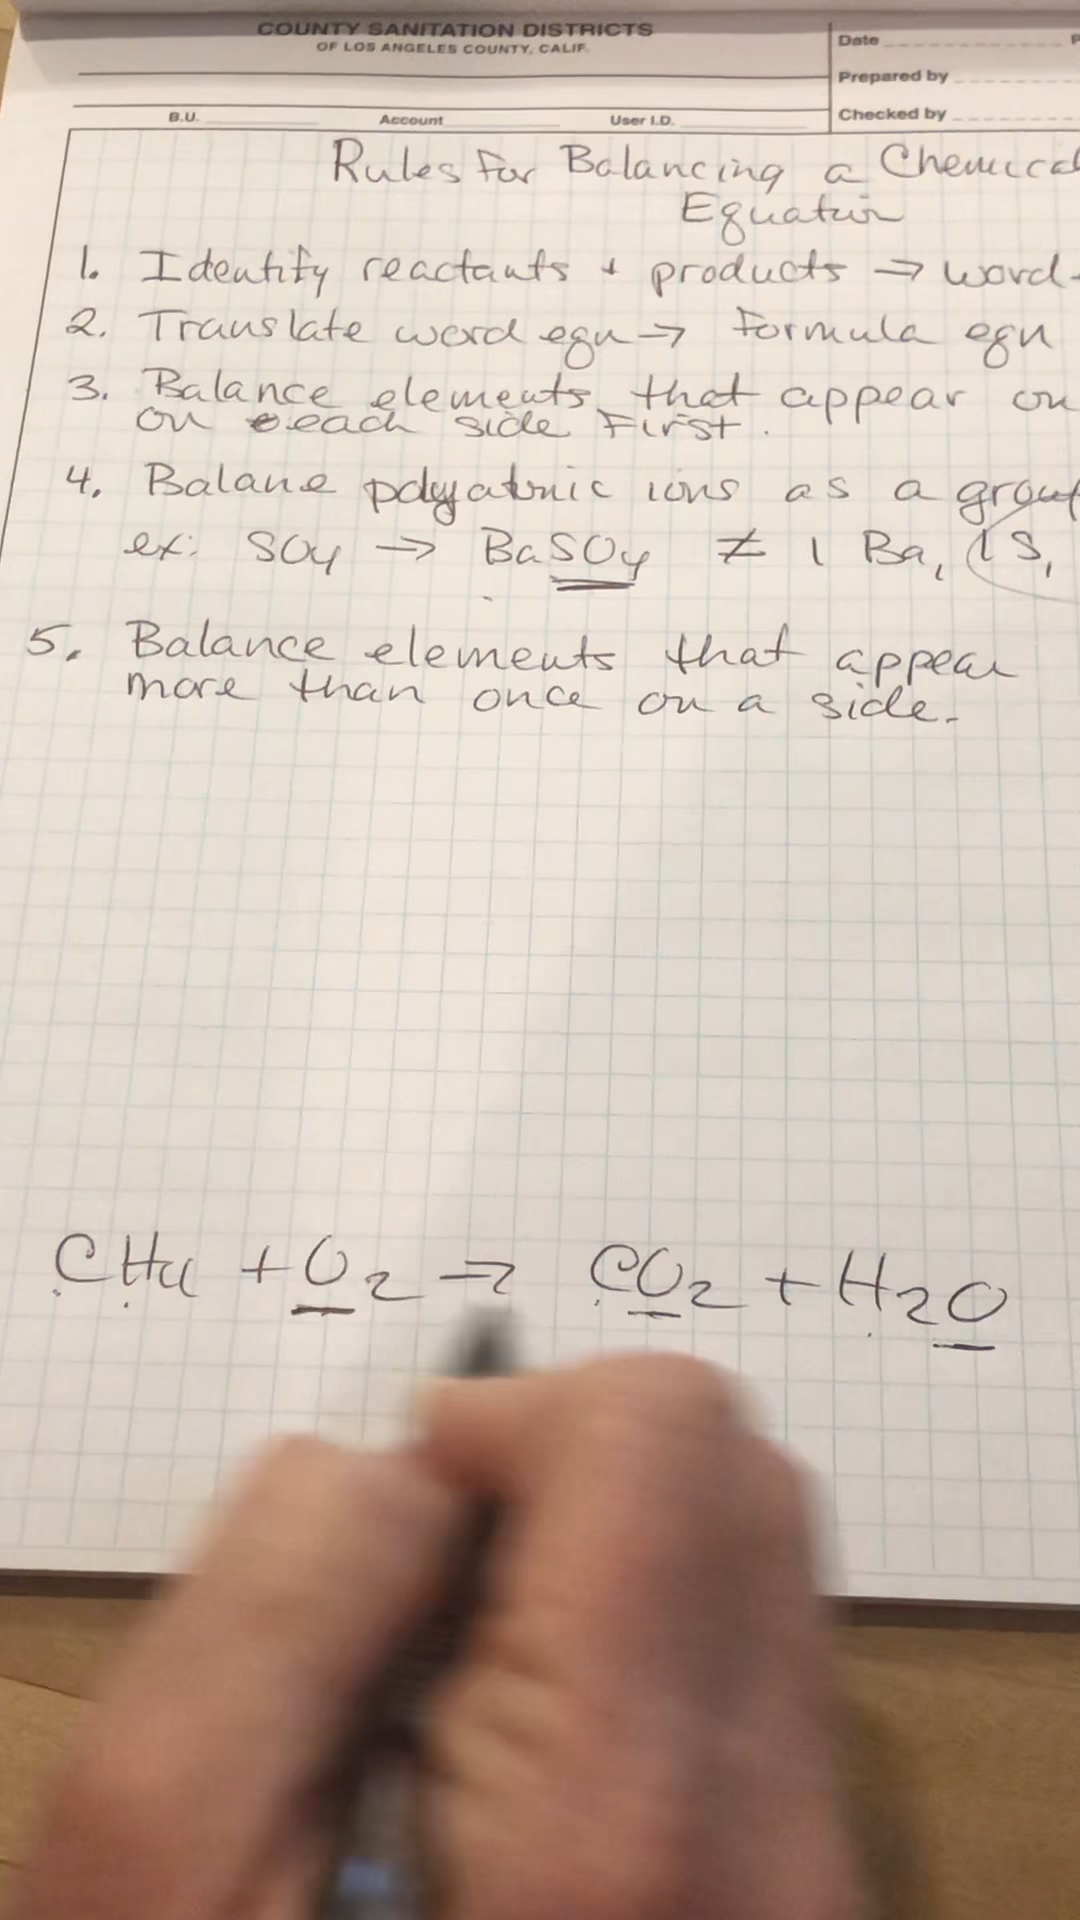 COUNTY SANITATION DISTRICTS
OF LOS ANGELES COUNTY, CALIF.
Date
Prepared by
Checked by
B.U. Account User I.D.
Rules for Balancing a Chemical
Equation
1. Identify reactants + products → word
2. Translate word eqn → Formula eqn
3. Balance elements that appear on
on each side First.
4. Balane polyatomic ions as a group
ex: SO4 → BaSO4 ≠ 1 Ba, 1 S,
5. Balance elements that appear
more than once on a side.
CH4 + O2 → CO2 + H2O